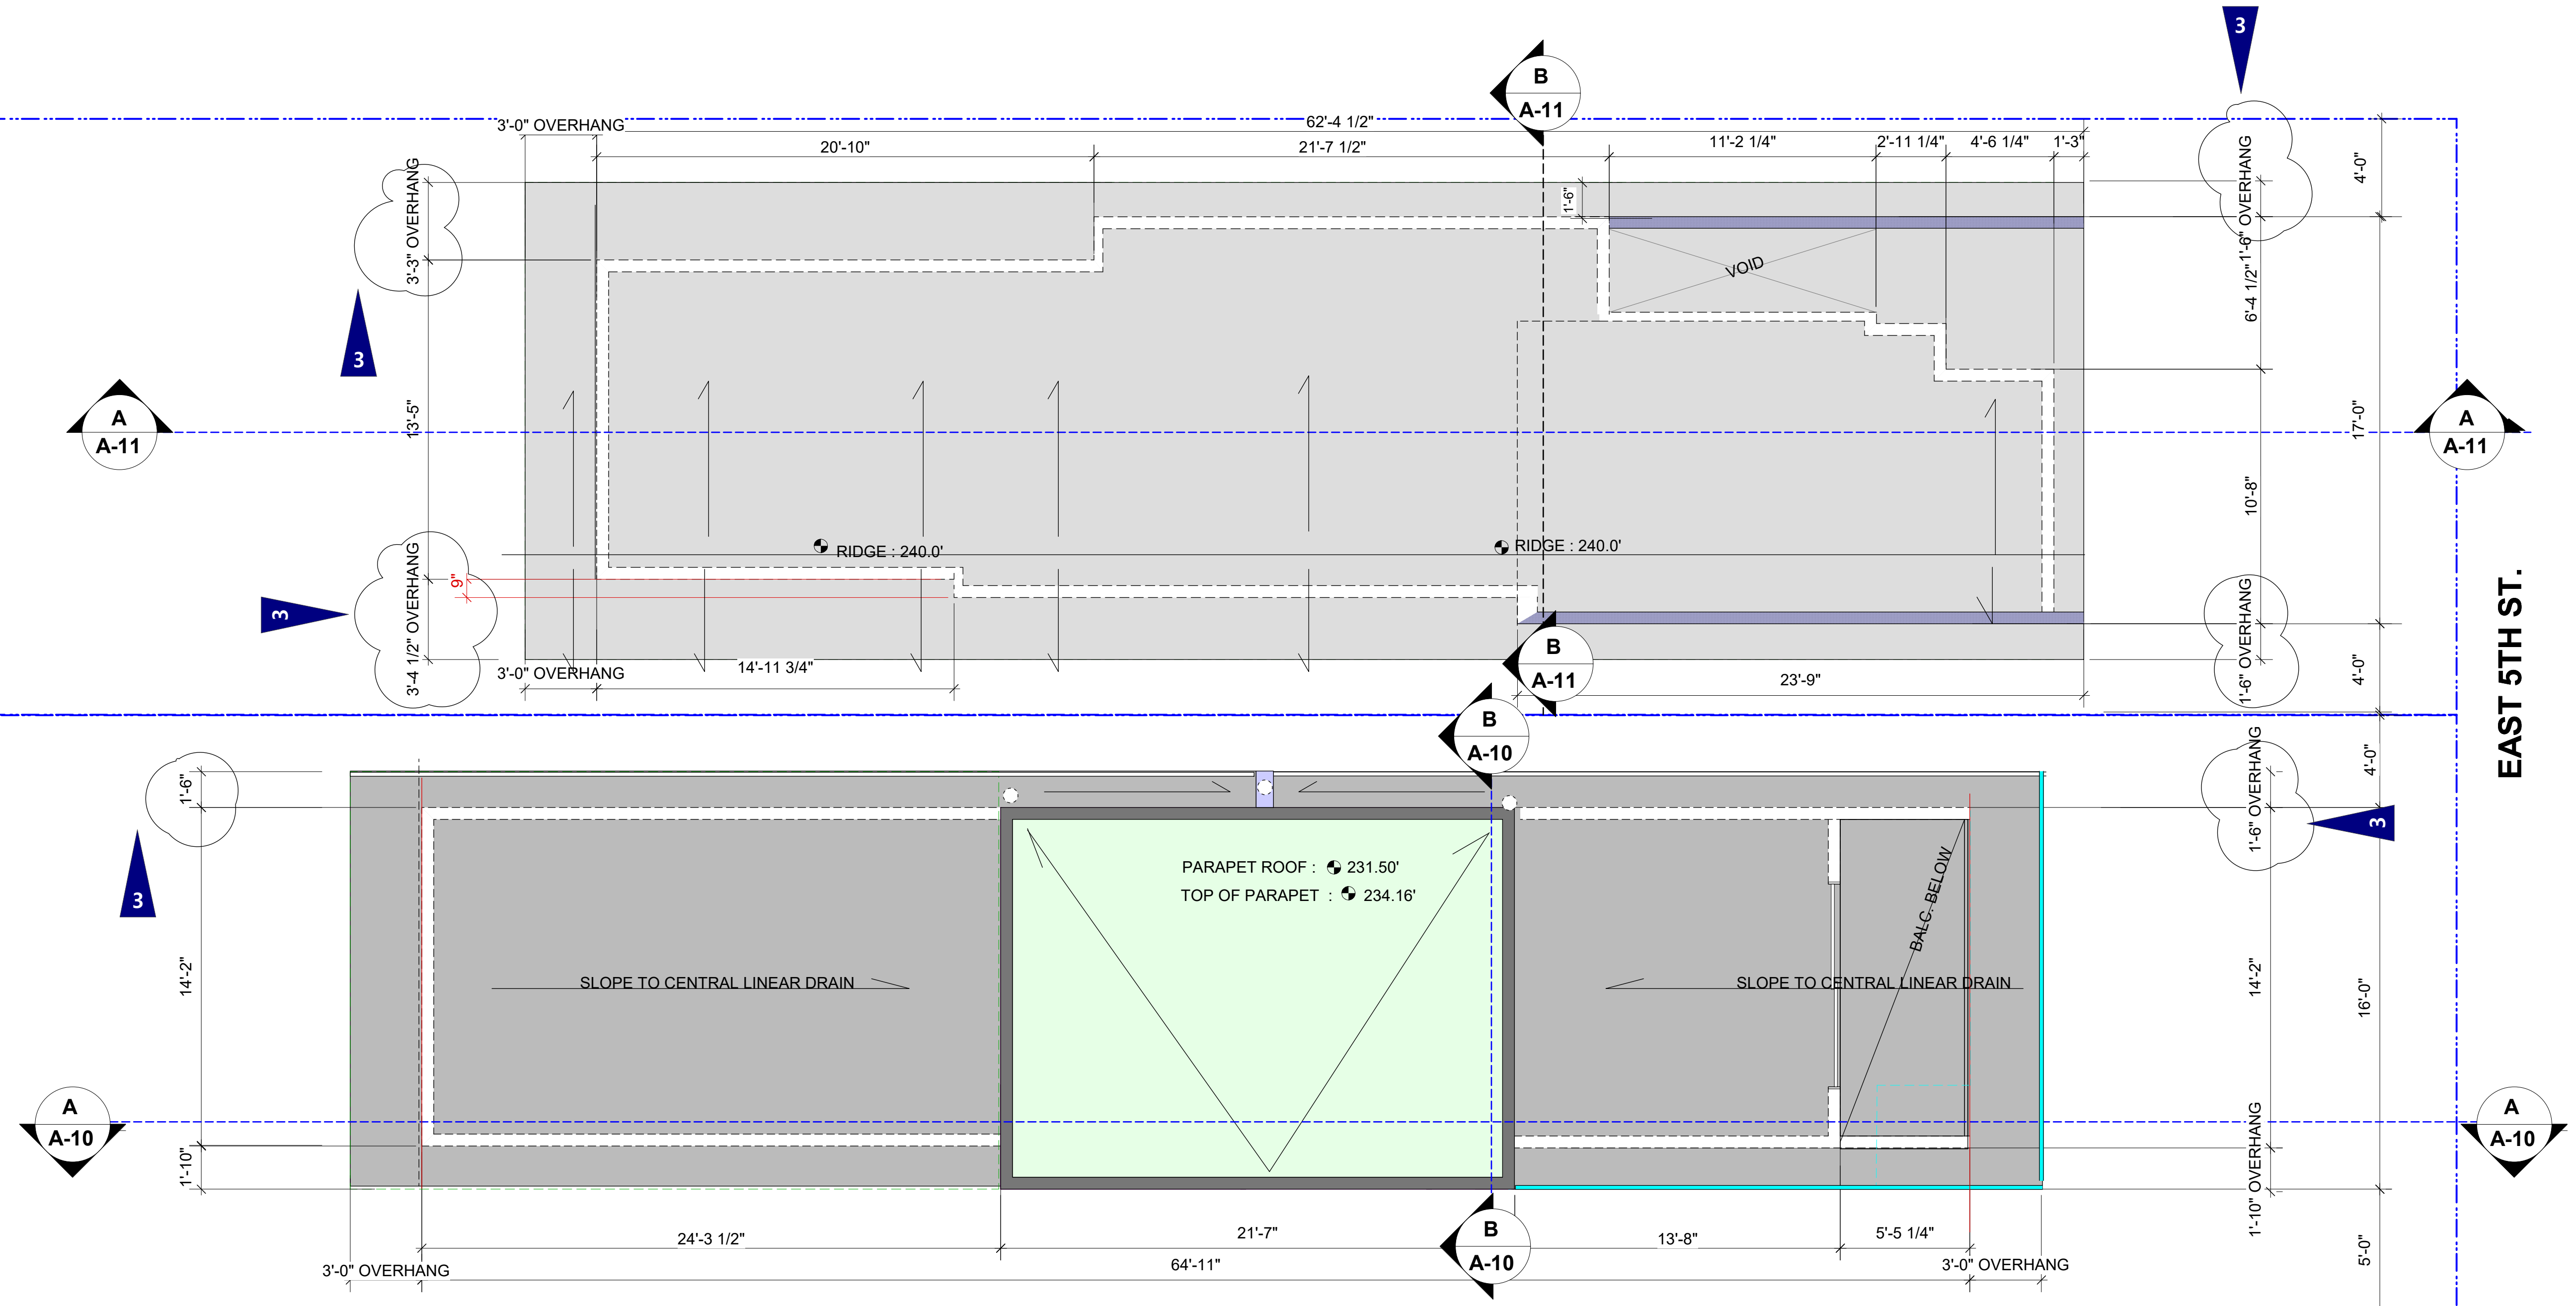 3
B
A-11
3'-0" OVERHANG
62'-4 1/2"
20'-10"
21'-7 1/2"
11'-2 1/4"
2'-11 1/4"
4'-6 1/4"
1'-3"
4'-0"
3'-3" OVERHANG
1'-6"
1'-6" OVERHANG
VOID
6'-4 1/2"
3
A
A-11
13'-5"
17'-0"
A
A-11
10'-8"
RIDGE : 240.0'
RIDGE : 240.0'
9"
3
3'-4 1/2" OVERHANG
1'-6" OVERHANG
EAST 5TH ST.
3'-0" OVERHANG
14'-11 3/4"
B
A-11
23'-9"
4'-0"
B
A-10
1'-6"
1'-6" OVERHANG
4'-0"
3
3
PARAPET ROOF : 231.50'
TOP OF PARAPET : 234.16'
BALC. BELOW
14'-2"
SLOPE TO CENTRAL LINEAR DRAIN
SLOPE TO CENTRAL LINEAR DRAIN
14'-2"
16'-0"
A
A-10
A
A-10
1'-10"
1'-10" OVERHANG
24'-3 1/2"
21'-7"
B
A-10
13'-8"
5'-5 1/4"
5'-0"
3'-0" OVERHANG
64'-11"
3'-0" OVERHANG